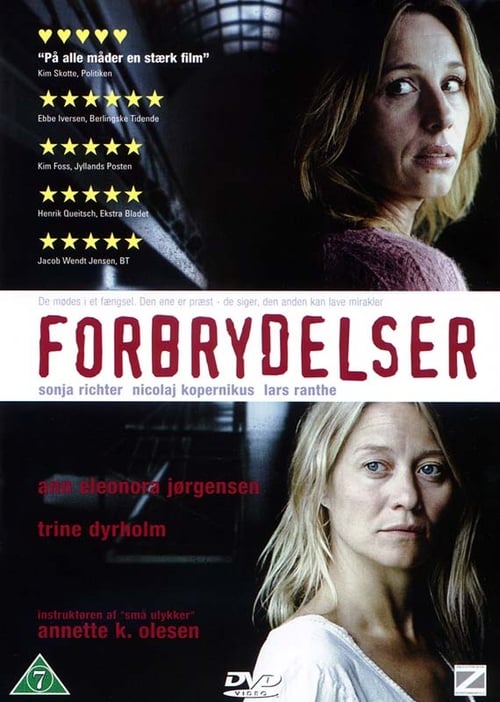 “På alle måder en stærk film”
Kim Skotte, Politiken
Ebbe Iversen, Berlingske Tidende
Kim Foss, Jyllands Posten
Henrik Queitsch, Ekstra Bladet
Jacob Wendt Jensen, BT
De mødes i et fængsel. Den ene er præst - de siger, den anden kan lave mirakler
FORBRYDELSER
sonja richter nicolaj kopernikus lars ranthe
ann eleonora jørgensen
trine dyrholm
instruktøren af "små ulykker"
annette k. olesen
7
DVD
VIDEO
Z